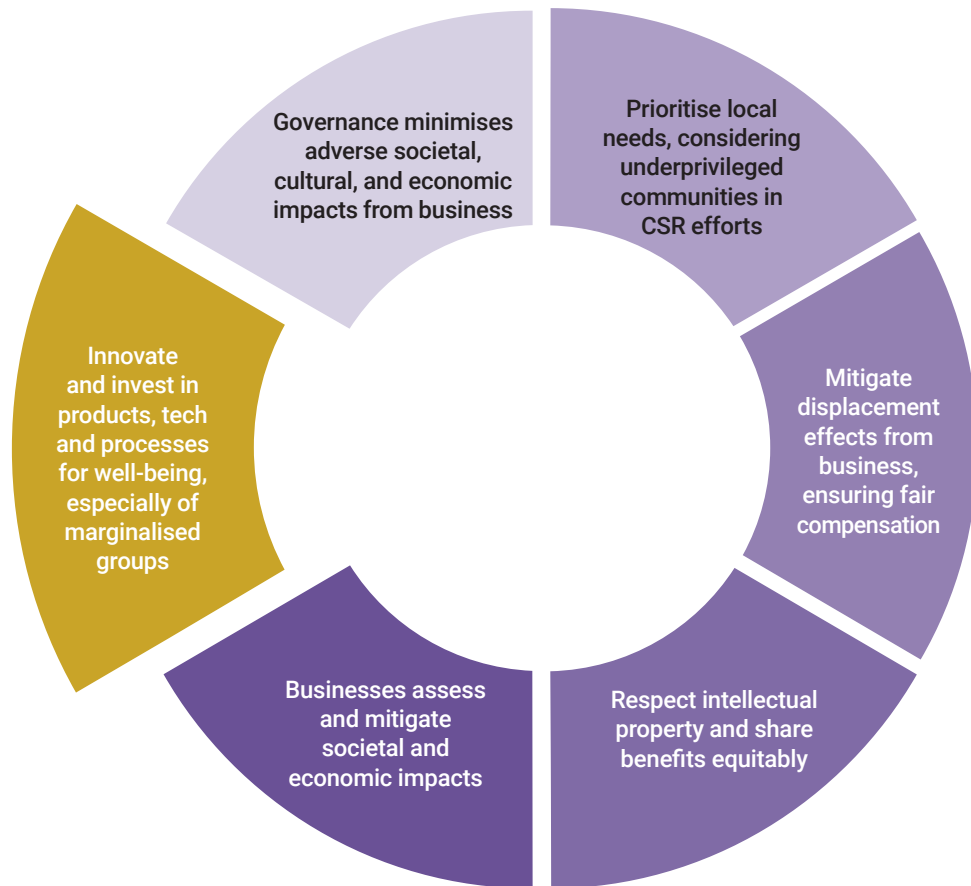 Governance minimises
adverse societal,
cultural, and economic
impacts from business
Prioritise local
needs, considering
underprivileged
communities in
CSR efforts
Mitigate
displacement
effects from
business,
ensuring fair
compensation
Respect intellectual
property and share
benefits equitably
Businesses assess
and mitigate
societal and
economic impacts
Innovate
and invest in
products, tech
and processes
for well-being,
especially of
marginalised
groups